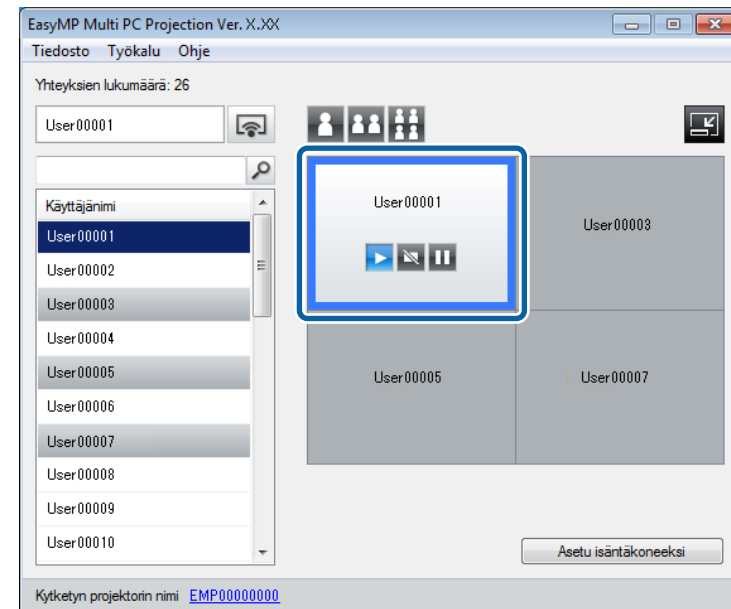 EasyMP Multi PC Projection Ver. X.XX
Tiedosto Työkalu Ohje
Yhteyksien lukumäärä: 26
User00001
Käyttäjänimi
User00001
User00002
User00003
User00004
User00005
User00006
User00007
User00008
User00009
User00010
User00001
User00003
User00005
User00007
Asetu isäntäkoneeksi
Kytketyn projektorin nimi EMP00000000